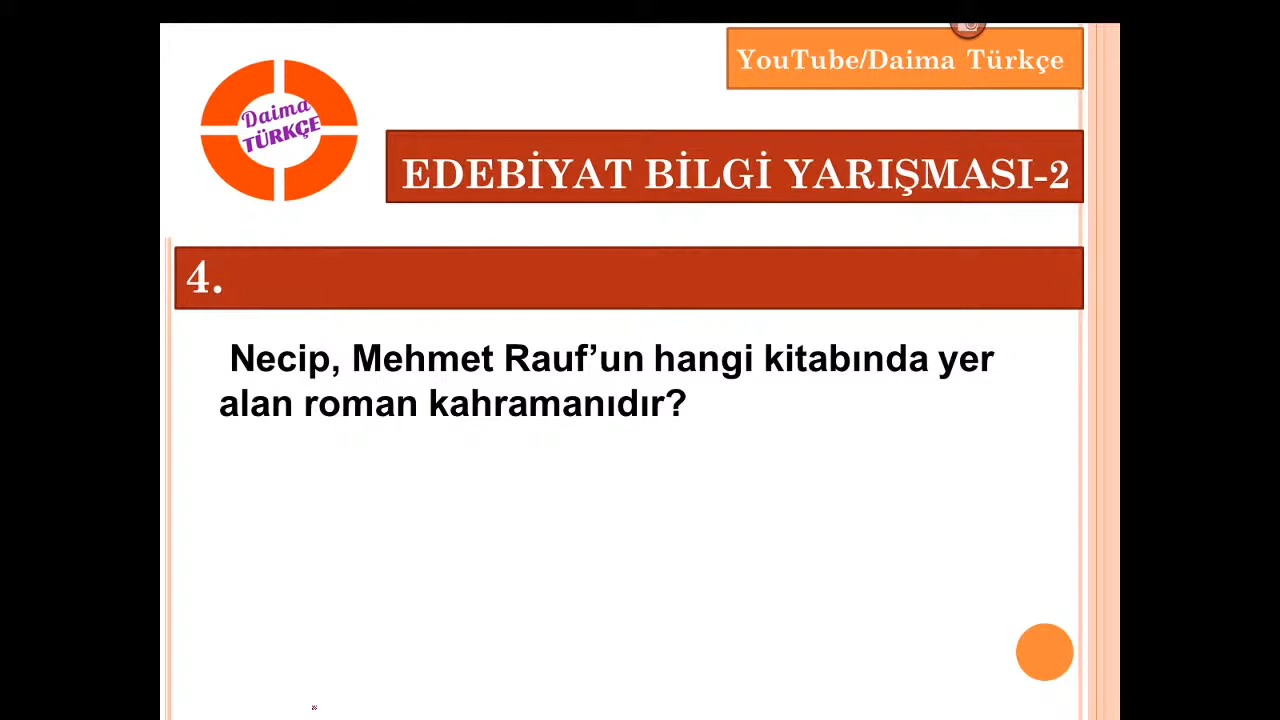 YouTube/Daima Türkçe
Daima
TÜRKÇE
EDEBİYAT BİLGİ YARIŞMASI-2
4.
Necip, Mehmet Rauf’un hangi kitabında yer
alan roman kahramanıdır?